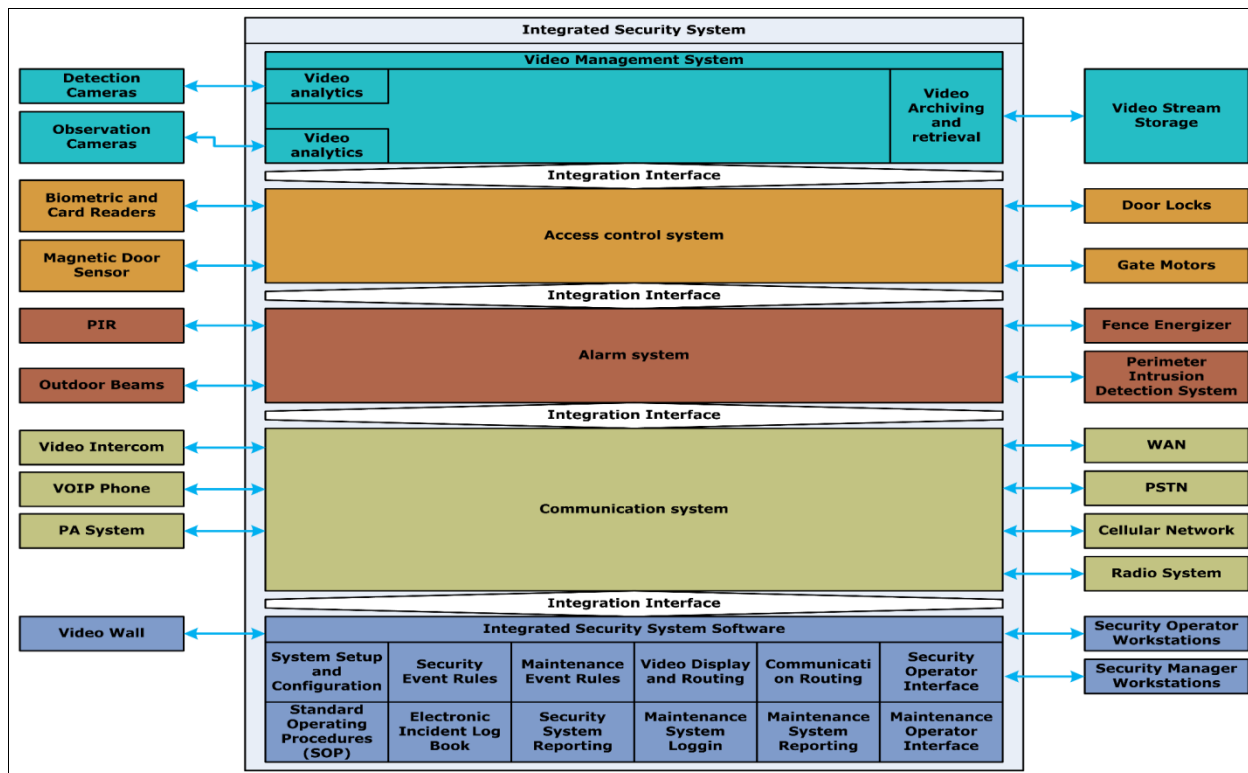 Integrated Security System
Video Management System
Detection
Cameras
Video
analytics
Observation
Cameras
Video
analytics
Video
Archiving
and
retrieval
Video Stream
Storage
Integration Interface
Biometric and
Card Readers
Magnetic Door
Sensor
Access control system
Door Locks
Gate Motors
Integration Interface
PIR
Outdoor Beams
Alarm system
Fence Energizer
Perimeter
Intrusion
Detection System
Integration Interface
Video Intercom
VOIP Phone
PA System
Communication system
WAN
PSTN
Cellular Network
Radio System
Integration Interface
Video Wall
Integrated Security System Software
Security Operator
Workstations
Security Manager
Workstations
System Setup
and
Configuration
Security
Event Rules
Maintenance
Event Rules
Video Display
and Routing
Communicati
on Routing
Security
Operator
Interface
Standard
Operating
Procedures
(SOP)
Electronic
Incident Log
Book
Security
System
Reporting
Maintenance
System
Loggin
Maintenance
System
Reporting
Maintenance
Operator
Interface